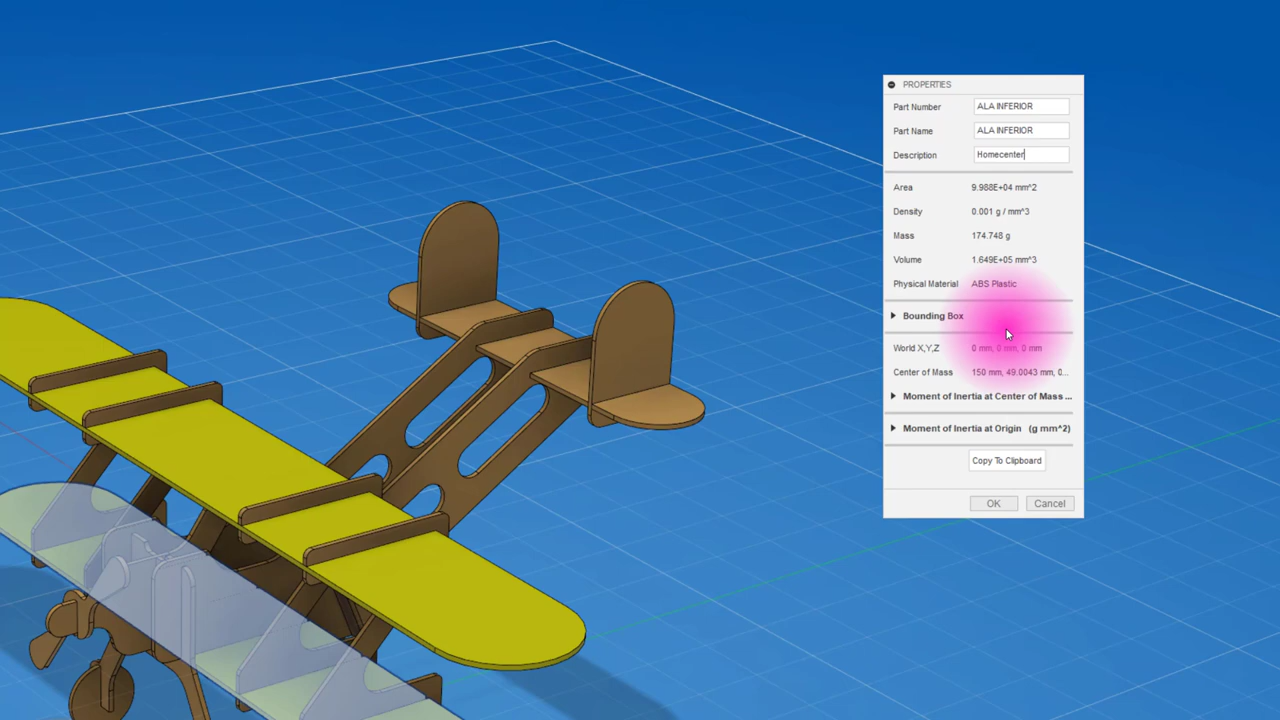 PROPERTIES
Part Number ALA INFERIOR
Part Name ALA INFERIOR
Description Homecenter
Area 9.988E+04 mm^2
Density 0.001 g / mm^3
Mass 174.748 g
Volume 1.649E+05 mm^3
Physical Material ABS Plastic
Bounding Box
World X,Y,Z 0 mm, 0 mm, 0 mm
Center of Mass 150 mm, 49.0043 mm, 0...
Moment of Inertia at Center of Mass ...
Moment of Inertia at Origin (g mm^2)
Copy To Clipboard
OK Cancel